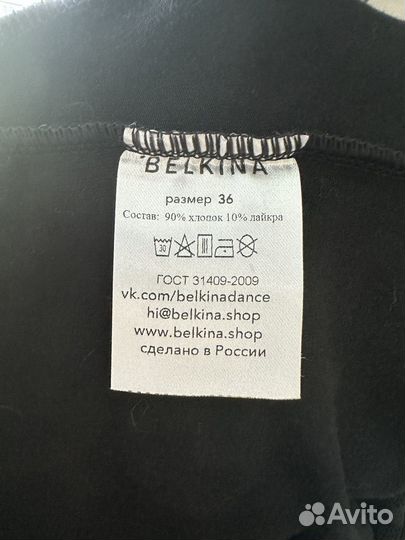 BELKINA
размер 36
Состав: 90% хлопок 10% лайкра
30
ГОСТ 31409-2009
vk.com/belkinadance
hi@belkina.shop
www.belkina.shop
сделано в России
Avito